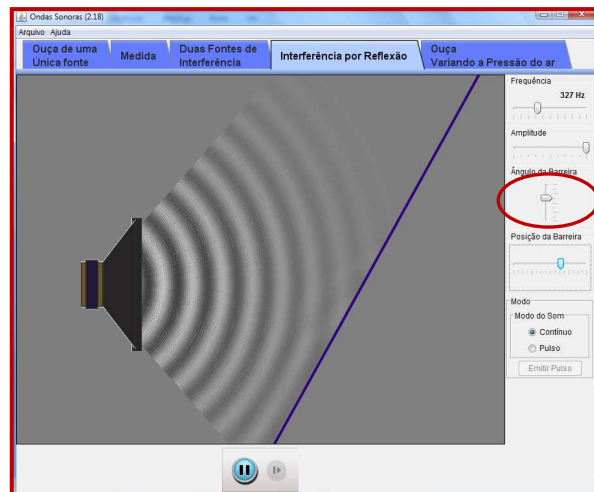 Ondas Sonoras (2.18)
Arquivo Ajuda
Ouça de uma
Única fonte
Medida
Duas Fontes de
Interferência
Interferência por Reflexão
Ouça
Variando a Pressão do ar
Frequência
327 Hz
Amplitude
Ângulo da Barreira
Posição da Barreira
Modo
Modo do Som
Contínuo
Pulso
Emitir Pulso